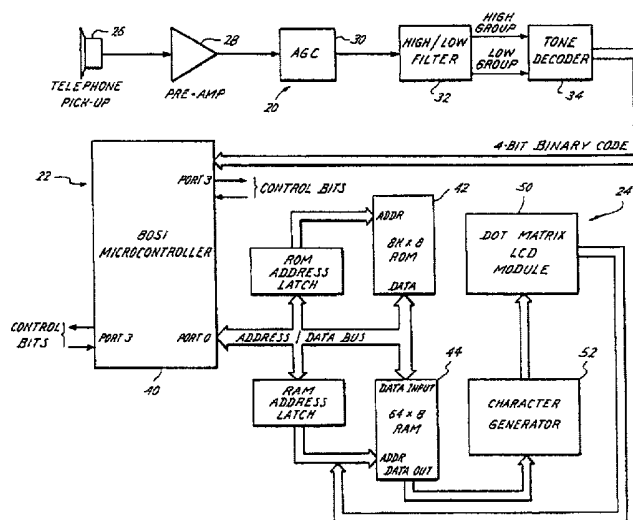 26
28
30
HIGH GROUP
AGC
HIGH/LOW
FILTER
LOW GROUP
TONE
DECODER
TELEPHONE
PICK-UP
PRE-AMP
20
32
34
4-BIT BINARY CODE
22
PORT 3
CONTROL BITS
42
50
24
8051
MICROCONTROLLER
ADDR
8K x 8
ROM
DATA
DOT MATRIX
LCD
MODULE
ROM
ADDRESS
LATCH
CONTROL
BITS
PORT 3
PORT 0
ADDRESS / DATA BUS
44
52
40
RAM
ADDRESS
LATCH
DATA INPUT
64 x 8
RAM
ADDR
DATA OUT
CHARACTER
GENERATOR